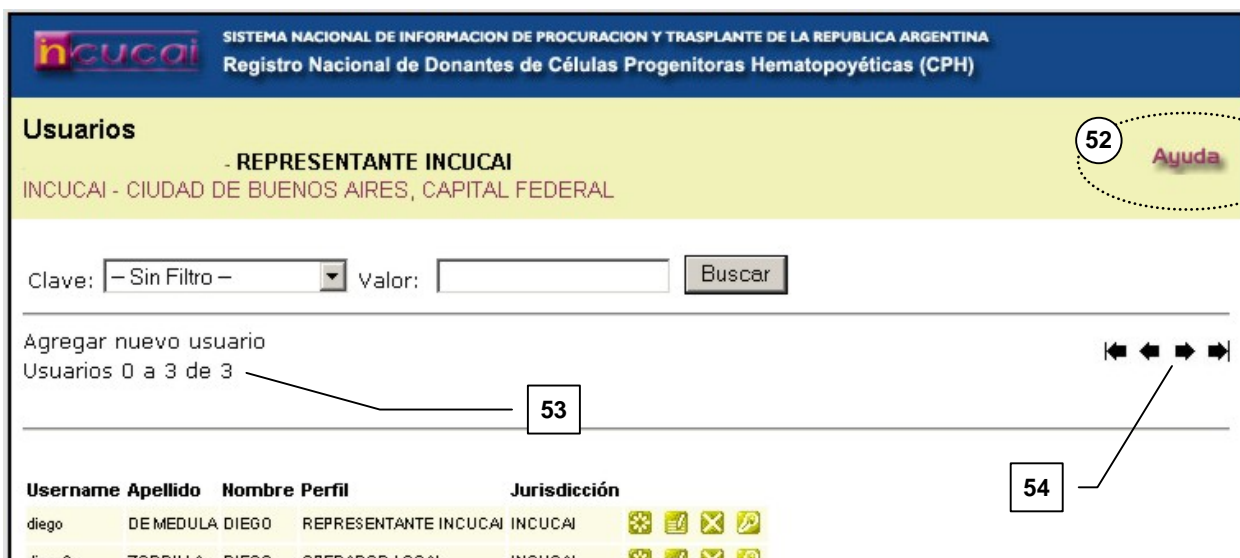 incucai
SISTEMA NACIONAL DE INFORMACION DE PROCURACION Y TRASPLANTE DE LA REPUBLICA ARGENTINA
Registro Nacional de Donantes de Células Progenitoras Hematopoyéticas (CPH)
Usuarios
- REPRESENTANTE INCUCAI
INCUCAI - CIUDAD DE BUENOS AIRES, CAPITAL FEDERAL
52
Ayuda
Clave: – Sin Filtro – Valor: Buscar
Agregar nuevo usuario
Usuarios 0 a 3 de 3
53
54
Username Apellido Nombre Perfil Jurisdicción
diego DE MEDULA DIEGO REPRESENTANTE INCUCAI INCUCAI